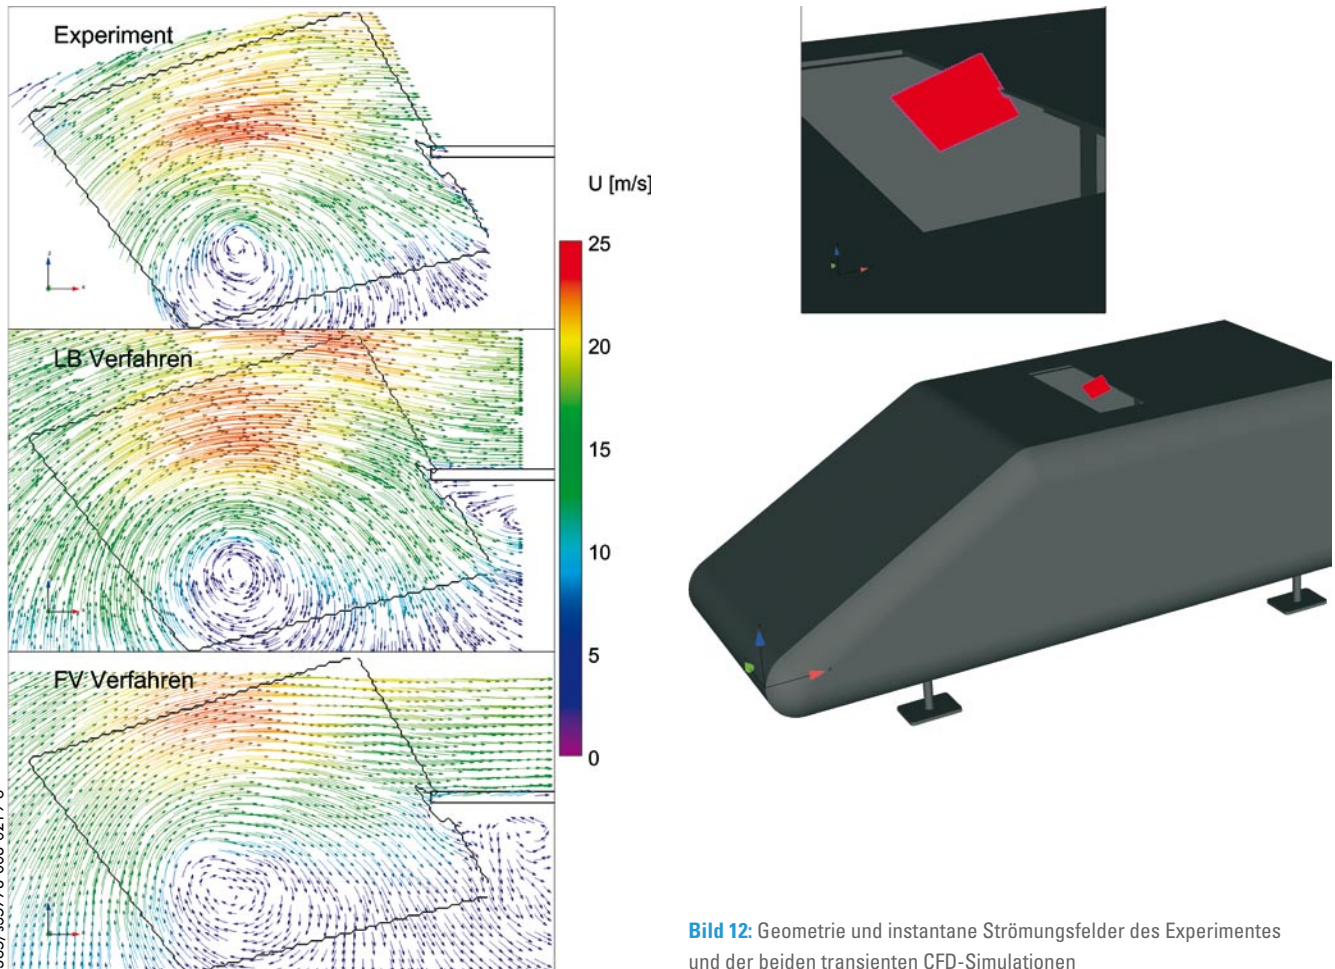 Experiment
U [m/s]
25
20
15
10
5
0
LB Verfahren
FV Verfahren
Bild 12: Geometrie und instantane Strömungsfelder des Experimentes
und der beiden transienten CFD-Simulationen